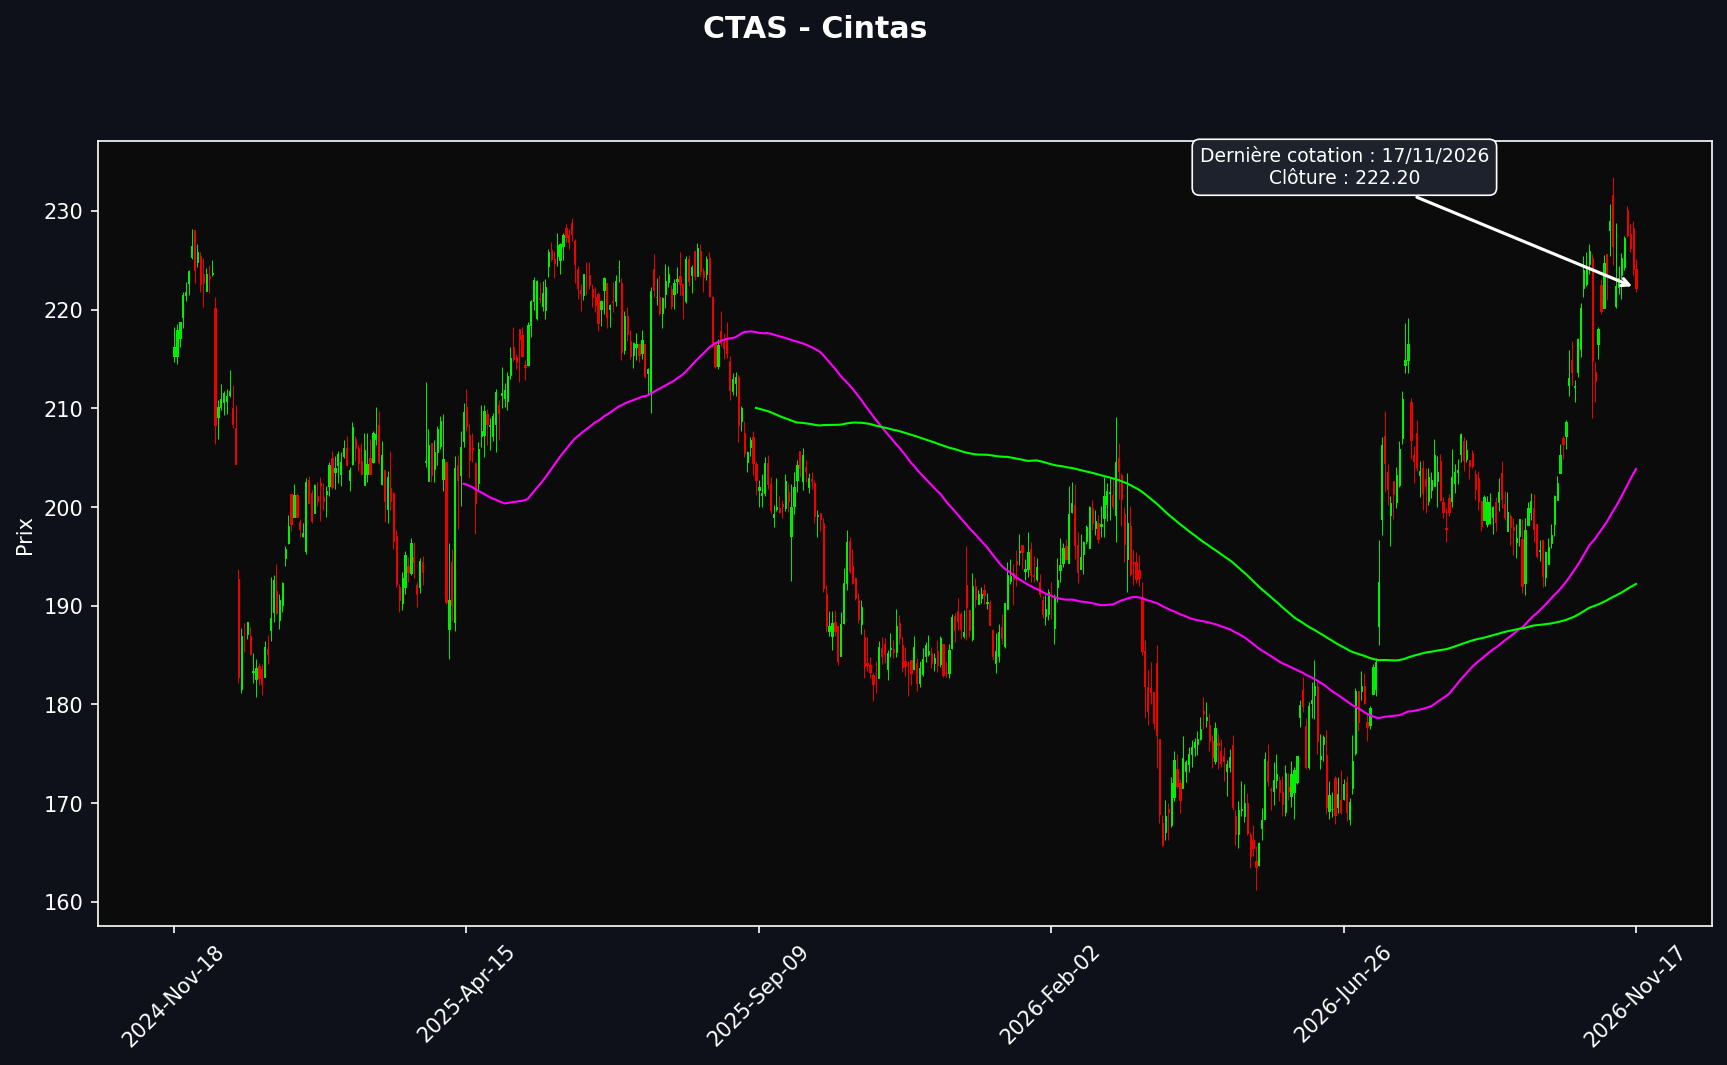 CTAS - Cintas
Dernière cotation : 17/11/2026
Clôture : 222.20
Prix
230
220
210
200
190
180
170
160
2024-Nov-18
2025-Apr-15
2025-Sep-09
2026-Feb-02
2026-Jun-26
2026-Nov-17